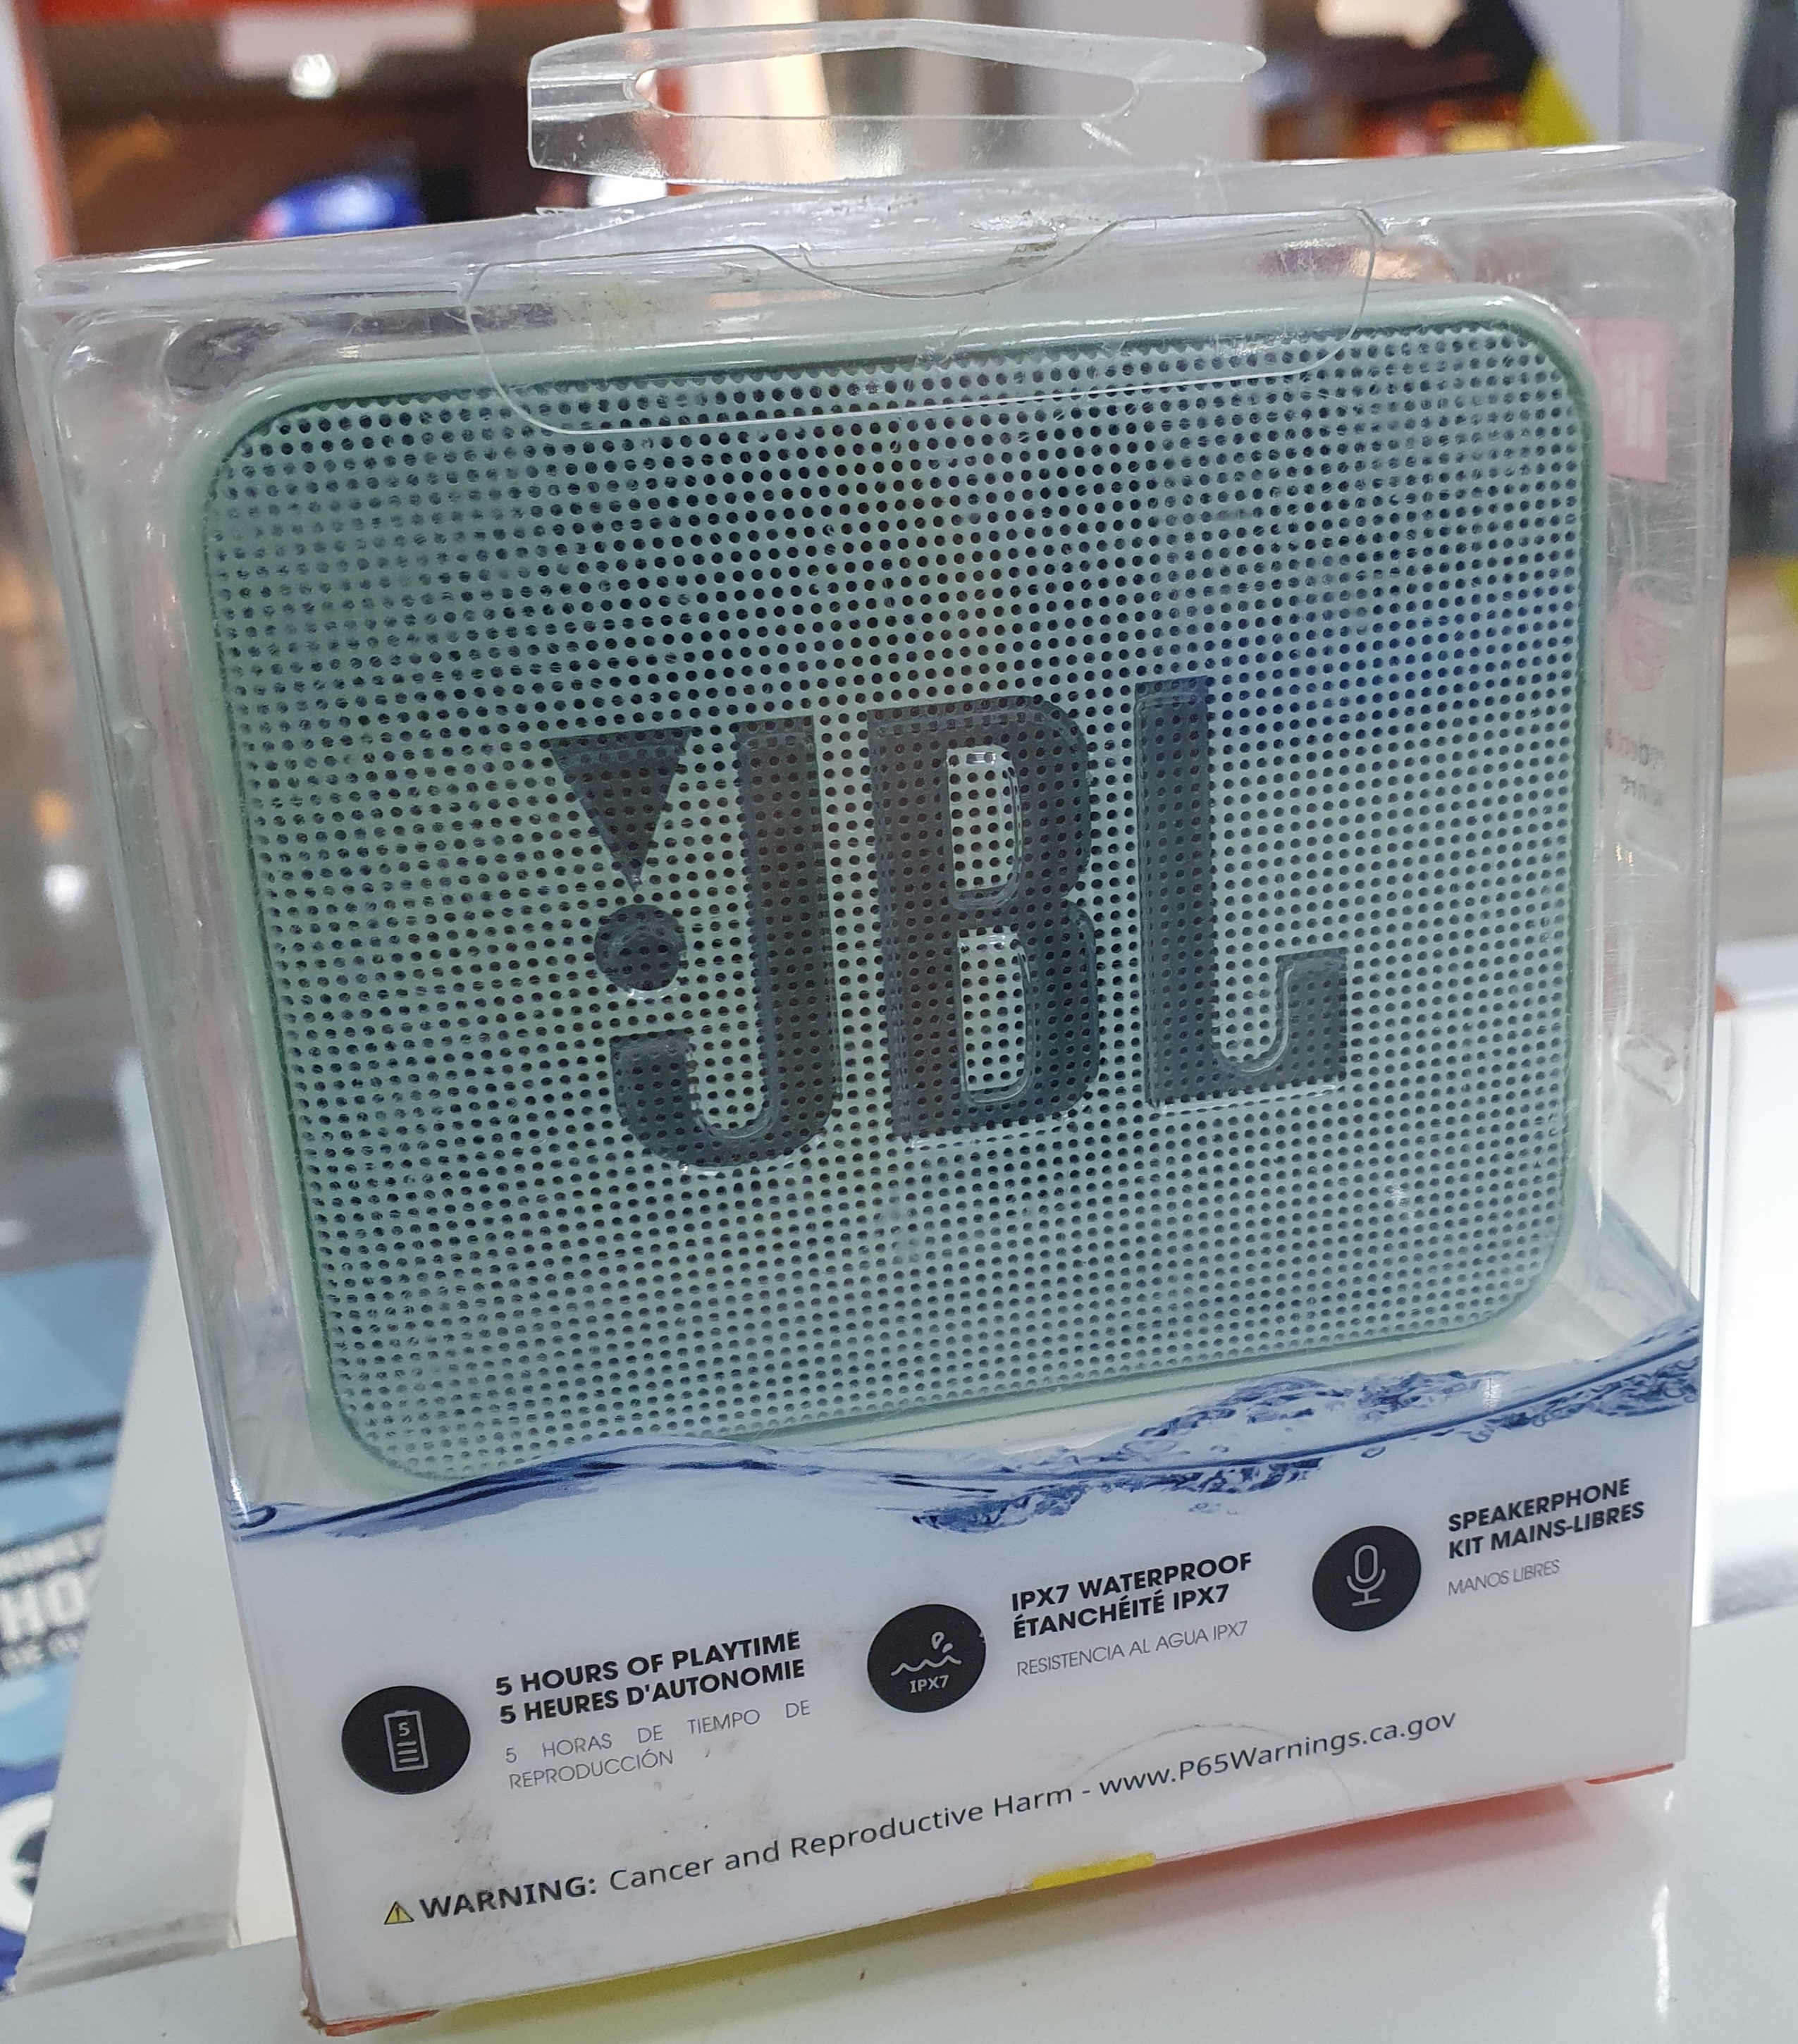 JBL
5 HOURS OF PLAYTIME
5 HEURES D'AUTONOMIE
5 HORAS DE TIEMPO DE
REPRODUCCIÓN
5
IPX7 WATERPROOF
ÉTANCHÉITÉ IPX7
RESISTENCIA AL AGUA IPX7
IPX7
SPEAKERPHONE
KIT MAINS-LIBRES
MANOS LIBRES
WARNING: Cancer and Reproductive Harm - www.P65Warnings.ca.gov